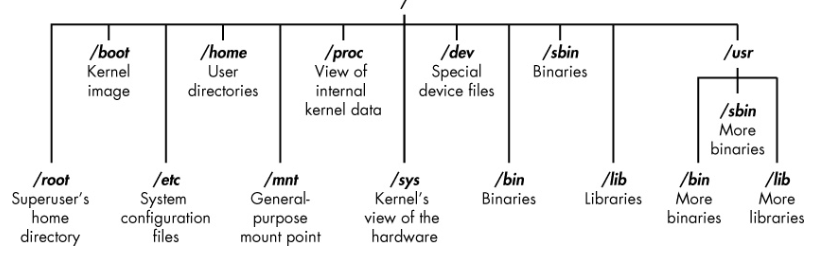 /
/boot
Kernel
image
/home
User
directories
/proc
View of
internal
kernel data
/dev
Special
device files
/sbin
Binaries
/usr
/sbin
More
binaries
/root
Superuser's
home
directory
/etc
System
configuration
files
/mnt
General-
purpose
mount point
/sys
Kernel's
view of the
hardware
/bin
Binaries
/lib
Libraries
/bin
More
binaries
/lib
More
libraries